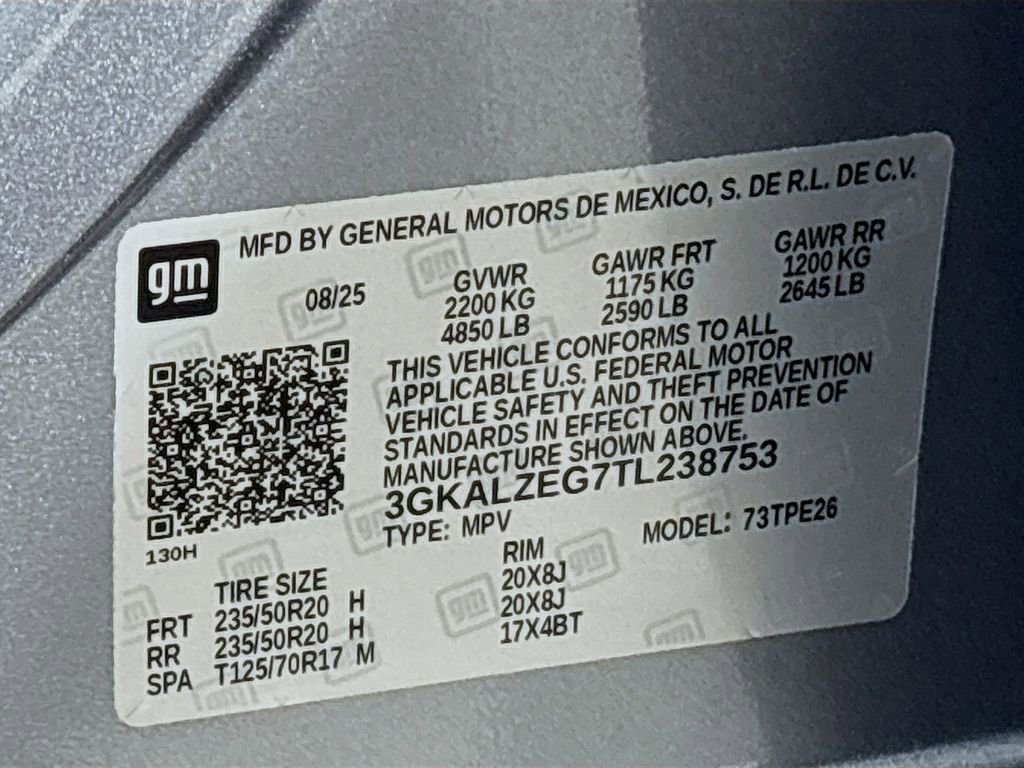 gm
MFD BY GENERAL MOTORS DE MEXICO, S. DE R.L. DE C.V.
08/25 GVWR GAWR FRT GAWR RR
2200 KG 1175 KG 1200 KG
4850 LB 2590 LB 2645 LB
THIS VEHICLE CONFORMS TO ALL
APPLICABLE U.S. FEDERAL MOTOR
VEHICLE SAFETY AND THEFT PREVENTION
STANDARDS IN EFFECT ON THE DATE OF
MANUFACTURE SHOWN ABOVE.
3GKALZEG7TL238753
TYPE: MPV MODEL: 73TPE26
130H
TIRE SIZE RIM
FRT 235/50R20 H 20X8J
RR 235/50R20 H 20X8J
SPA T125/70R17 M 17X4BT